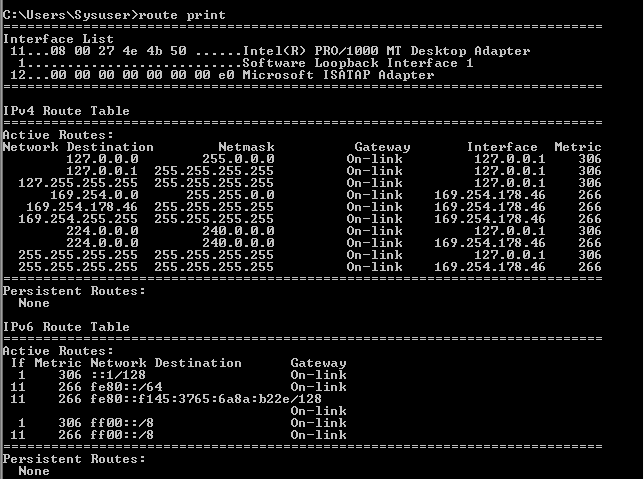 C:\Users\Sysuser>route print
===========================================================================
Interface List
 11...08 00 27 4e 4b 50 ......Intel(R) PRO/1000 MT Desktop Adapter
  1...........................Software Loopback Interface 1
 12...00 00 00 00 00 00 00 e0 Microsoft ISATAP Adapter
===========================================================================

IPv4 Route Table
===========================================================================
Active Routes:
Network Destination        Netmask          Gateway       Interface  Metric
        127.0.0.0        255.0.0.0         On-link         127.0.0.1    306
        127.0.0.1  255.255.255.255         On-link         127.0.0.1    306
  127.255.255.255  255.255.255.255         On-link         127.0.0.1    306
      169.254.0.0      255.255.0.0         On-link    169.254.178.46    266
   169.254.178.46  255.255.255.255         On-link    169.254.178.46    266
  169.254.255.255  255.255.255.255         On-link    169.254.178.46    266
        224.0.0.0        240.0.0.0         On-link         127.0.0.1    306
        224.0.0.0        240.0.0.0         On-link    169.254.178.46    266
  255.255.255.255  255.255.255.255         On-link         127.0.0.1    306
  255.255.255.255  255.255.255.255         On-link    169.254.178.46    266
===========================================================================
Persistent Routes:
  None

IPv6 Route Table
===========================================================================
Active Routes:
 If Metric Network Destination      Gateway
  1    306 ::1/128                  On-link
 11    266 fe80::/64                On-link
 11    266 fe80::f145:3765:6a8a:b22e/128
                                    On-link
  1    306 ff00::/8                 On-link
 11    266 ff00::/8                 On-link
===========================================================================
Persistent Routes:
  None